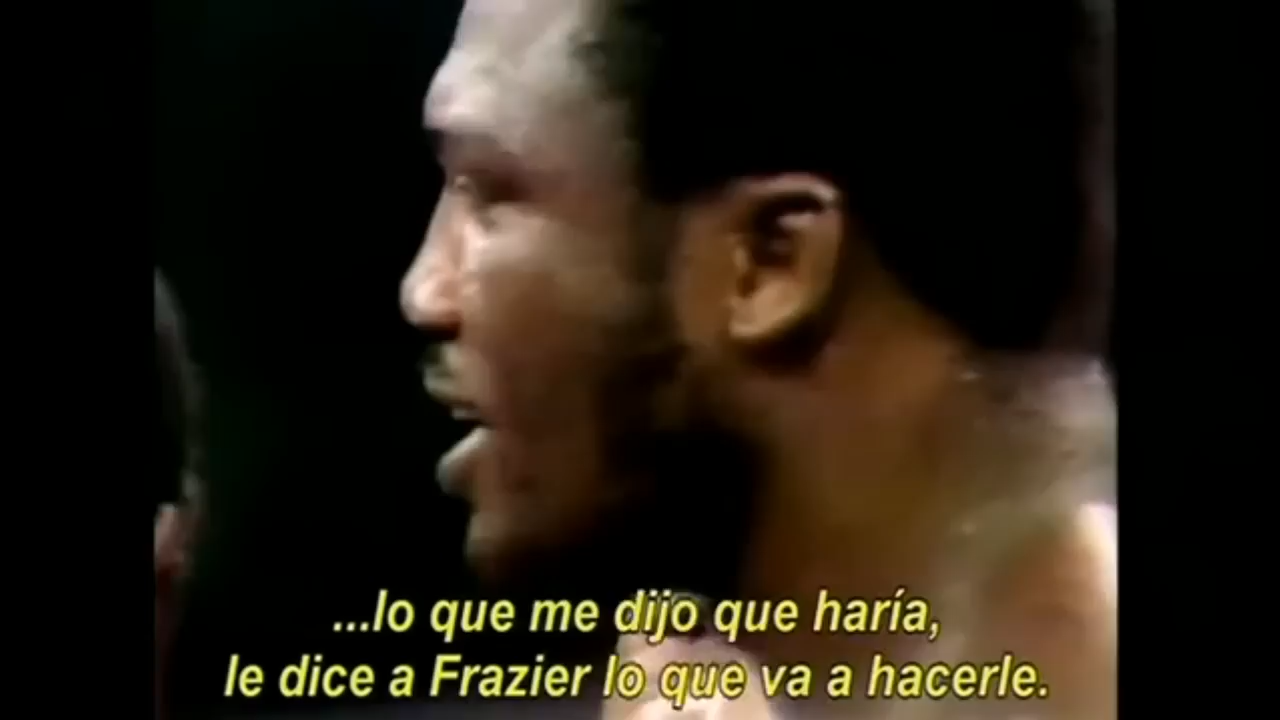 ...lo que me dijo que haría,
le dice a Frazier lo que va a hacerle.